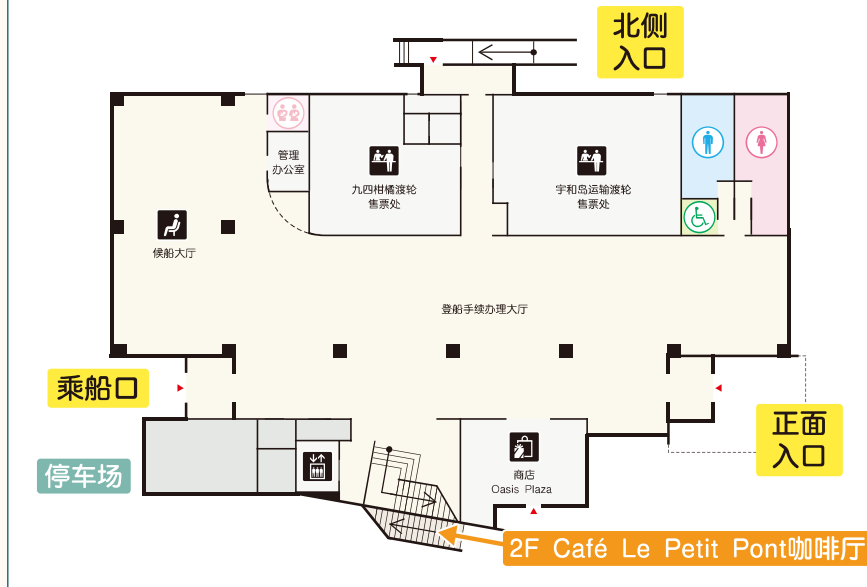 北侧
入口
管理
办公室
九四柑橘渡轮
售票处
宇和岛运输渡轮
售票处
候船大厅
登船手续办理大厅
乘船口
正面
入口
停车场
商店
Oasis Plaza
2F Café Le Petit Pont咖啡厅